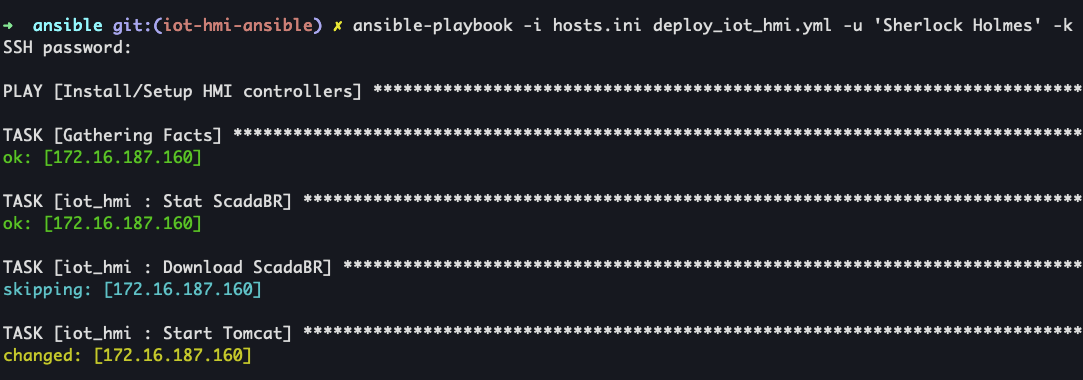 ➜  ansible git:(iot-hmi-ansible) ✗ ansible-playbook -i hosts.ini deploy_iot_hmi.yml -u 'Sherlock Holmes' -k
SSH password:
PLAY [Install/Setup HMI controllers] ***********************************************************************
TASK [Gathering Facts] *************************************************************************************
ok: [172.16.187.160]
TASK [iot_hmi : Stat ScadaBR] ******************************************************************************
ok: [172.16.187.160]
TASK [iot_hmi : Download ScadaBR] **************************************************************************
skipping: [172.16.187.160]
TASK [iot_hmi : Start Tomcat] ******************************************************************************
changed: [172.16.187.160]